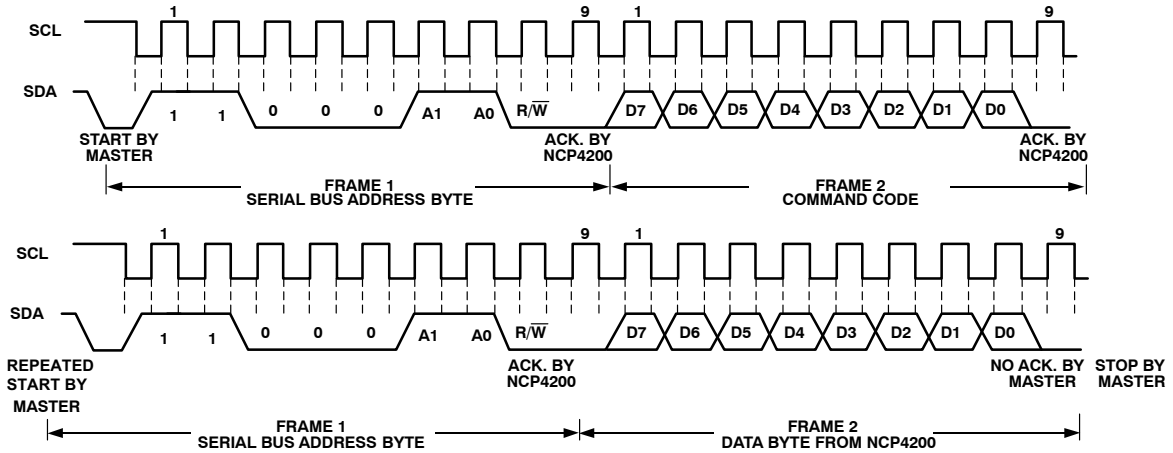 1 9 1 9
SCL
SDA
1 1 0 0 0 A1 A0 R/W D7 D6 D5 D4 D3 D2 D1 D0
START BY
MASTER
ACK. BY
NCP4200
ACK. BY
NCP4200
FRAME 1
SERIAL BUS ADDRESS BYTE
FRAME 2
COMMAND CODE
1 9 1 9
SCL
SDA
1 1 0 0 0 A1 A0 R/W D7 D6 D5 D4 D3 D2 D1 D0
REPEATED
START BY
MASTER
ACK. BY
NCP4200
NO ACK. BY
MASTER
STOP BY
MASTER
FRAME 1
SERIAL BUS ADDRESS BYTE
FRAME 2
DATA BYTE FROM NCP4200